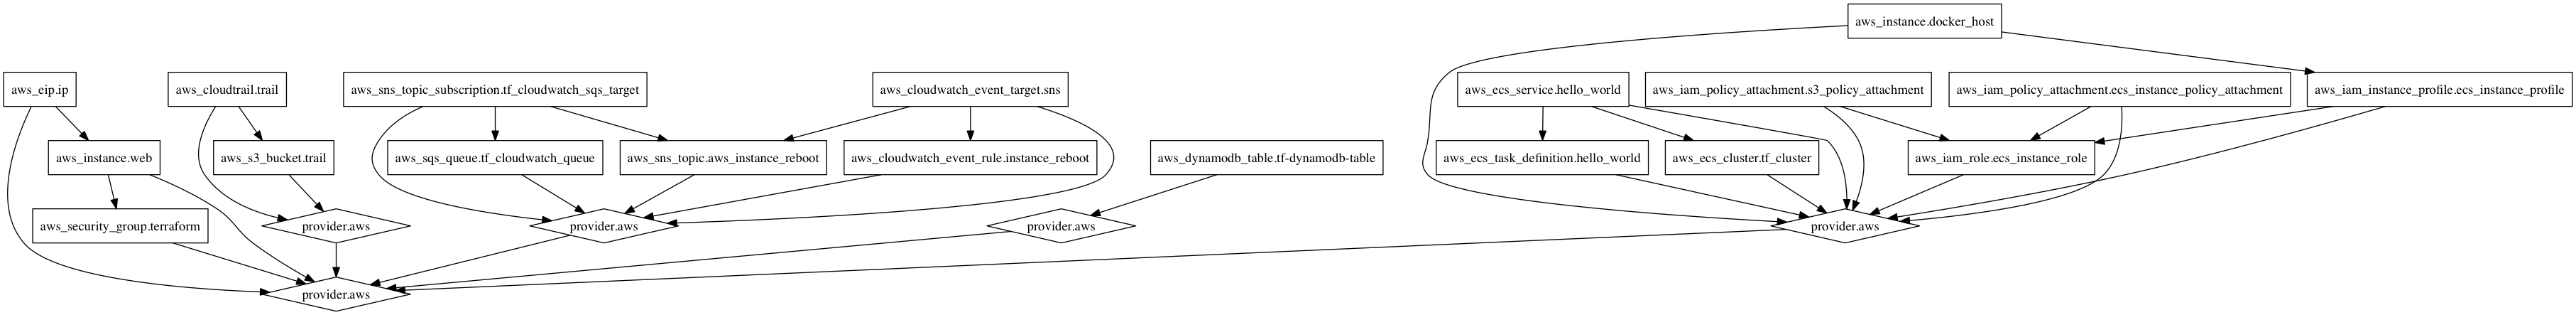 aws_instance.docker_host
aws_eip.ip
aws_cloudtrail.trail
aws_sns_topic_subscription.tf_cloudwatch_sqs_target
aws_cloudwatch_event_target.sns
aws_ecs_service.hello_world
aws_iam_policy_attachment.s3_policy_attachment
aws_iam_policy_attachment.ecs_instance_policy_attachment
aws_iam_instance_profile.ecs_instance_profile
aws_instance.web
aws_s3_bucket.trail
aws_sqs_queue.tf_cloudwatch_queue
aws_sns_topic.aws_instance_reboot
aws_cloudwatch_event_rule.instance_reboot
aws_dynamodb_table.tf-dynamodb-table
aws_ecs_task_definition.hello_world
aws_ecs_cluster.tf_cluster
aws_iam_role.ecs_instance_role
aws_security_group.terraform
provider.aws
provider.aws
provider.aws
provider.aws
provider.aws